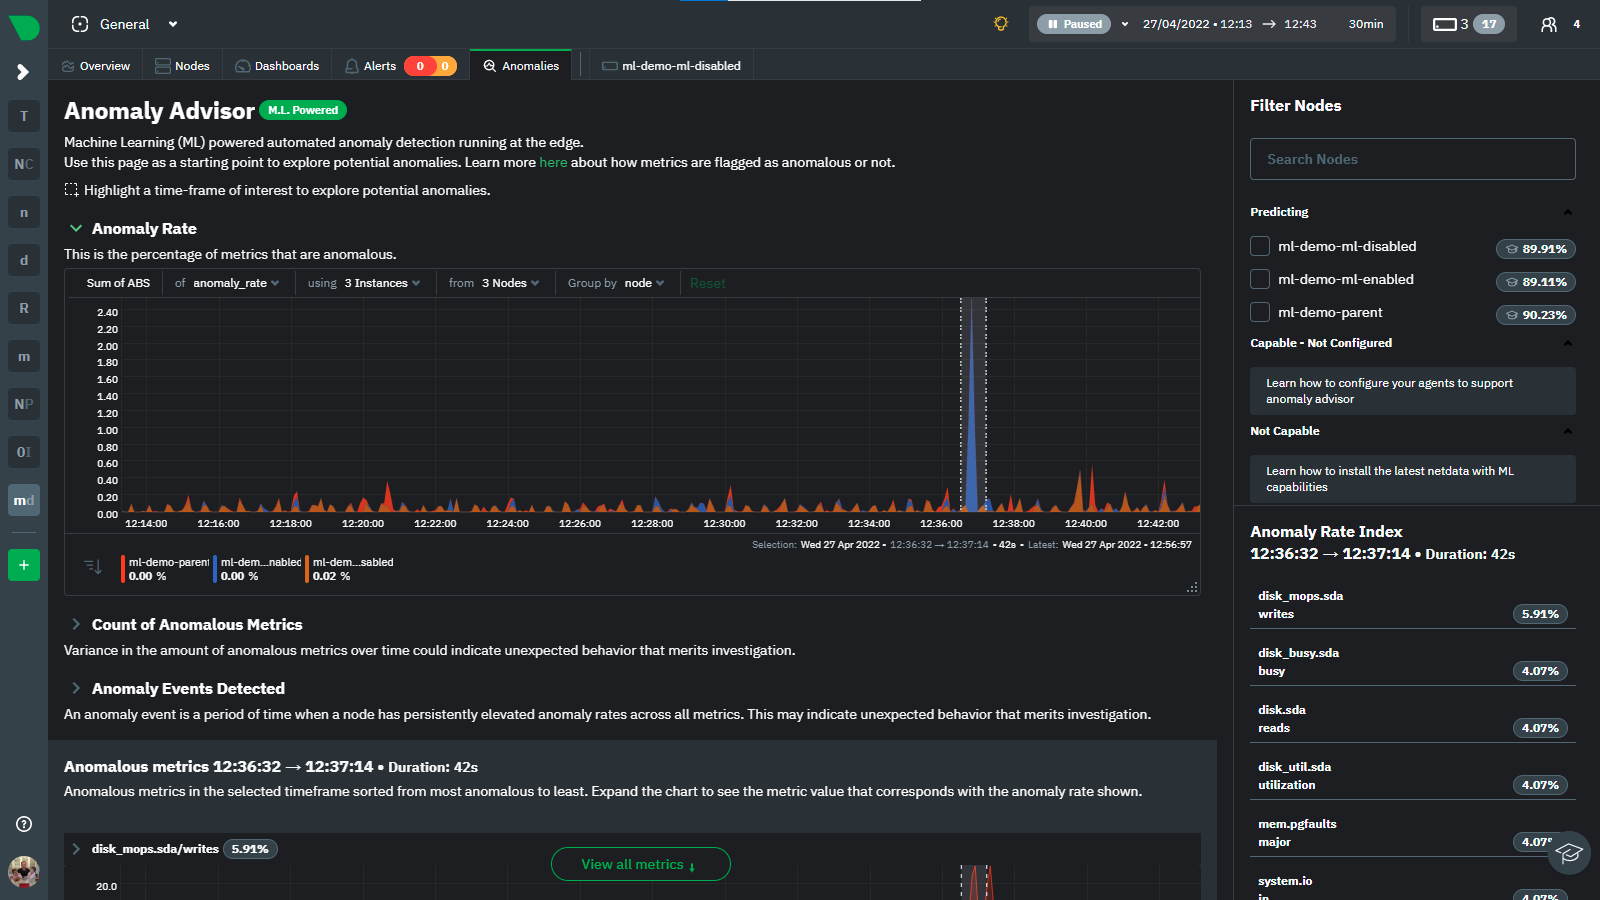 General
Paused
27/04/2022 • 12:13 → 12:43 30min
3 17
4
Overview
Nodes
Dashboards
Alerts 0 0
Anomalies
ml-demo-ml-disabled
T
NC
n
d
R
m
NP
OI
md
+
Anomaly Advisor M.L. Powered
Machine Learning (ML) powered automated anomaly detection running at the edge.
Use this page as a starting point to explore potential anomalies. Learn more here about how metrics are flagged as anomalous or not.
Highlight a time-frame of interest to explore potential anomalies.
Anomaly Rate
This is the percentage of metrics that are anomalous.
Sum of ABS of anomaly_rate using 3 Instances from 3 Nodes Group by node Reset
2.40
2.20
2.00
1.80
1.60
1.40
1.20
1.00
0.80
0.60
0.40
0.20
0.00
12:14:00 12:16:00 12:18:00 12:20:00 12:22:00 12:24:00 12:26:00 12:28:00 12:30:00 12:32:00 12:34:00 12:36:00 12:38:00 12:40:00 12:42:00
Selection: Wed 27 Apr 2022 • 12:36:32 → 12:37:14 • 42s • Latest: Wed 27 Apr 2022 • 12:56:57
ml-demo-parent ml-dem...nabled ml-dem...sabled
0.00 % 0.00 % 0.02 %
Count of Anomalous Metrics
Variance in the amount of anomalous metrics over time could indicate unexpected behavior that merits investigation.
Anomaly Events Detected
An anomaly event is a period of time when a node has persistently elevated anomaly rates across all metrics. This may indicate unexpected behavior that merits investigation.
Anomalous metrics 12:36:32 → 12:37:14 • Duration: 42s
Anomalous metrics in the selected timeframe sorted from most anomalous to least. Expand the chart to see the metric value that corresponds with the anomaly rate shown.
disk_mops.sda/writes 5.91%
View all metrics ↓
20.0
Filter Nodes
Search Nodes
Predicting
ml-demo-ml-disabled 89.91%
ml-demo-ml-enabled 89.11%
ml-demo-parent 90.23%
Capable - Not Configured
Learn how to configure your agents to support
anomaly advisor
Not Capable
Learn how to install the latest netdata with ML
capabilities
Anomaly Rate Index
12:36:32 → 12:37:14 • Duration: 42s
disk_mops.sda
writes 5.91%
disk_busy.sda
busy 4.07%
disk.sda
reads 4.07%
disk_util.sda
utilization 4.07%
mem.pgfaults
major 4.07%
system.io
in 4.07%